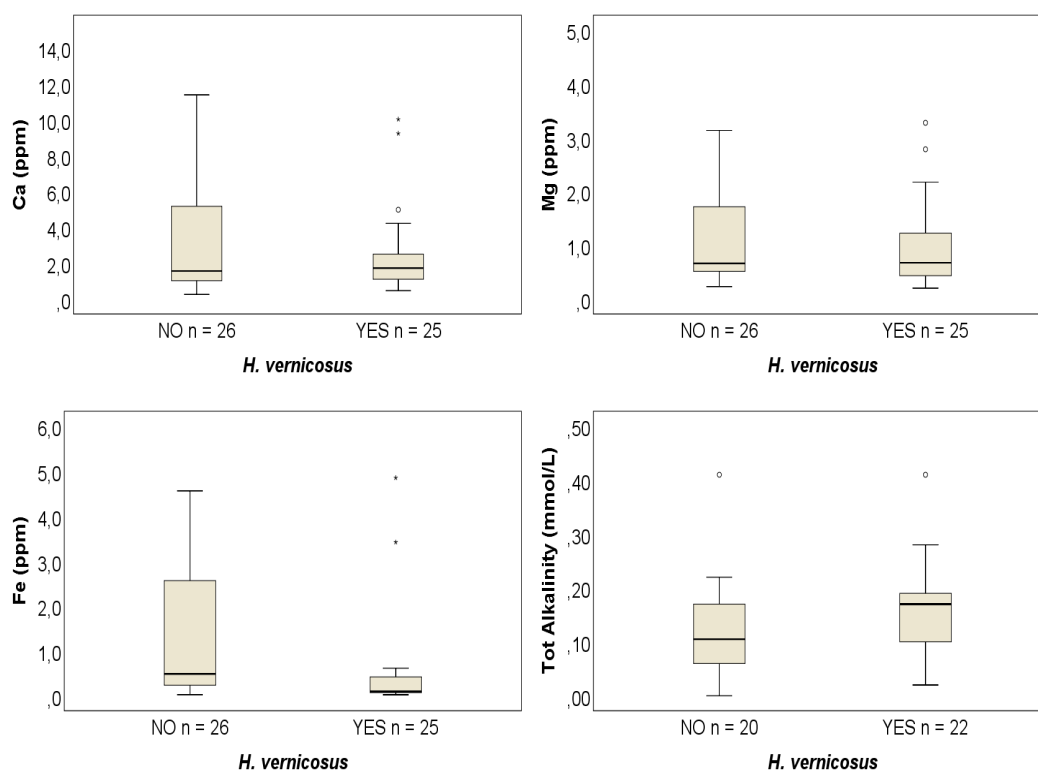 Ca (ppm)
14,0
12,0
10,0
8,0
6,0
4,0
2,0
,0
NO n = 26
YES n = 25
H. vernicosus
Mg (ppm)
5,0
4,0
3,0
2,0
1,0
,0
NO n = 26
YES n = 25
H. vernicosus
Fe (ppm)
6,0
5,0
4,0
3,0
2,0
1,0
,0
NO n = 26
YES n = 25
H. vernicosus
Tot Alkalinity (mmol/L)
,50
,40
,30
,20
,10
,00
NO n = 20
YES n = 22
H. vernicosus